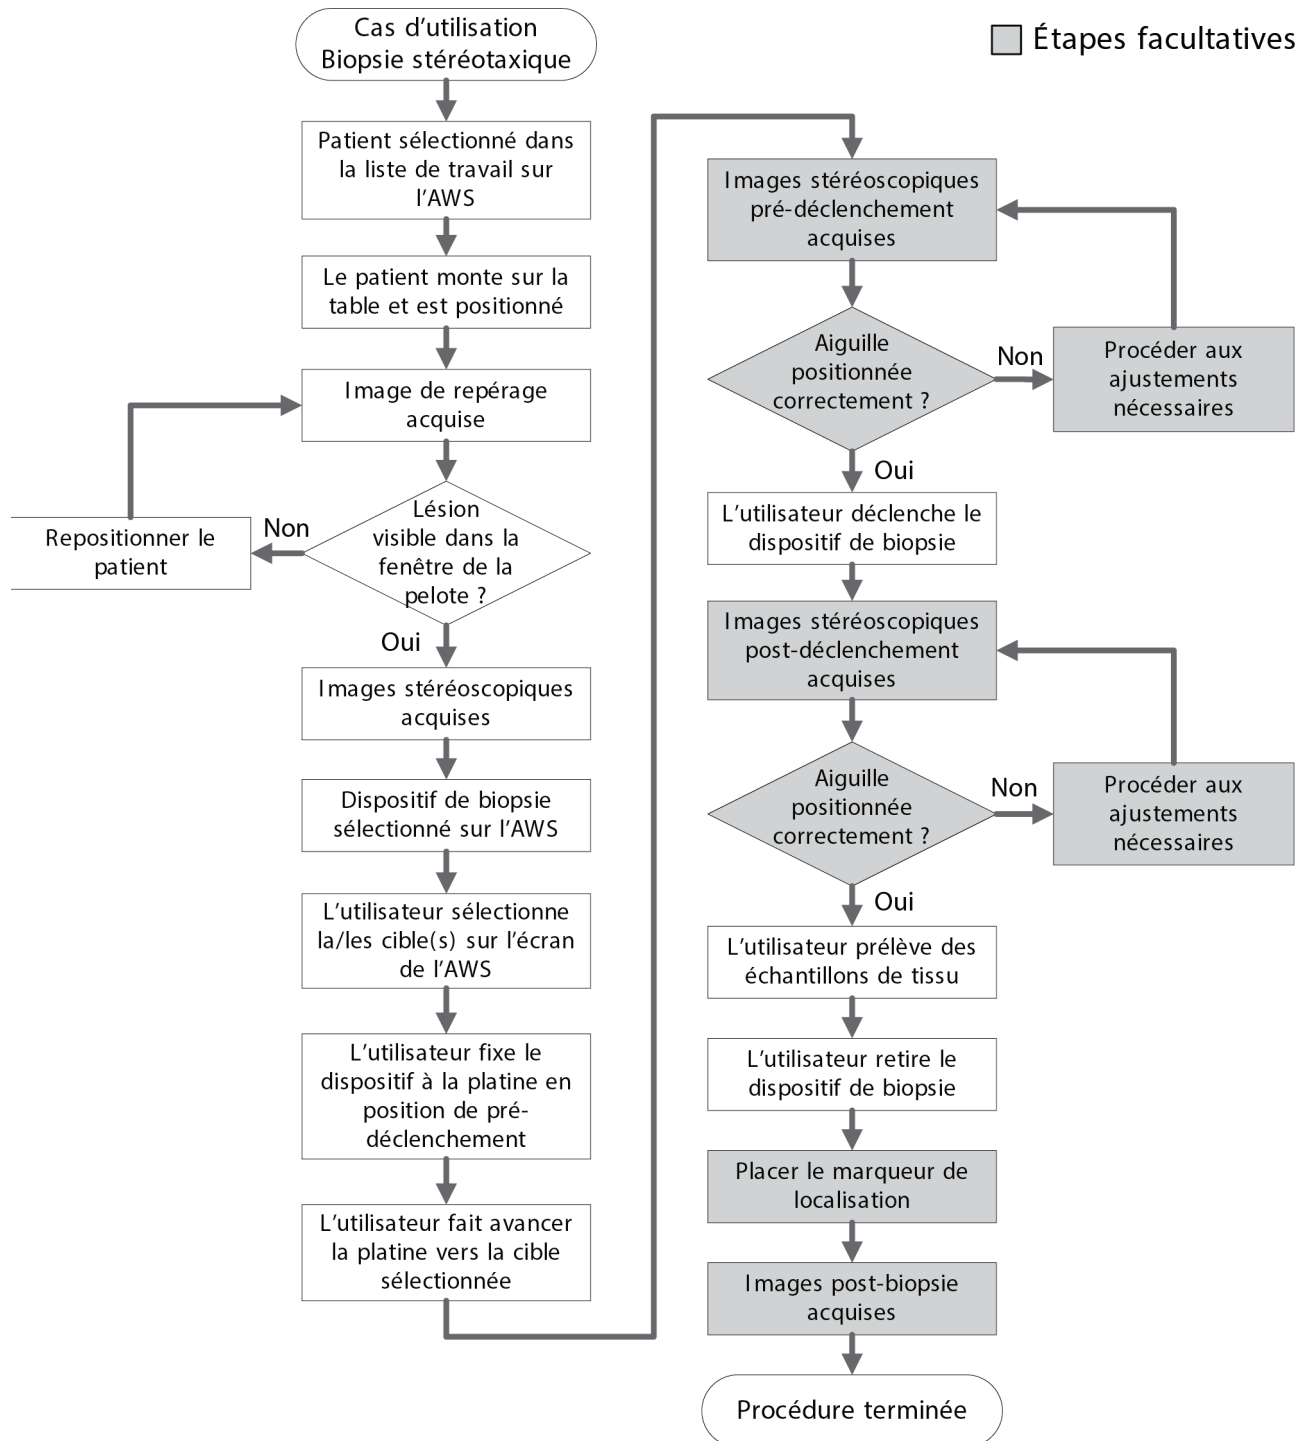 Cas d’utilisation
Biopsie stéréotaxique
Étapes facultatives
Patient sélectionné dans
la liste de travail sur
l’AWS
Le patient monte sur la
table et est positionné
Image de repérage
acquise
Lésion
visible dans la
fenêtre de la
pelote ?
Non
Repositionner le
patient
Oui
Images stéréoscopiques
acquises
Dispositif de biopsie
sélectionné sur l’AWS
L’utilisateur sélectionne
la/les cible(s) sur l’écran
de l’AWS
L’utilisateur fixe le
dispositif à la platine en
position de pré-
déclenchement
L’utilisateur fait avancer
la platine vers la cible
sélectionnée
Images stéréoscopiques
pré-déclenchement
acquises
Aiguille
positionnée
correctement ?
Non
Procéder aux
ajustements
nécessaires
Oui
L’utilisateur déclenche le
dispositif de biopsie
Images stéréoscopiques
post-déclenchement
acquises
Aiguille
positionnée
correctement ?
Non
Procéder aux
ajustements
nécessaires
Oui
L’utilisateur prélève des
échantillons de tissu
L’utilisateur retire le
dispositif de biopsie
Placer le marqueur de
localisation
Images post-biopsie
acquises
Procédure terminée